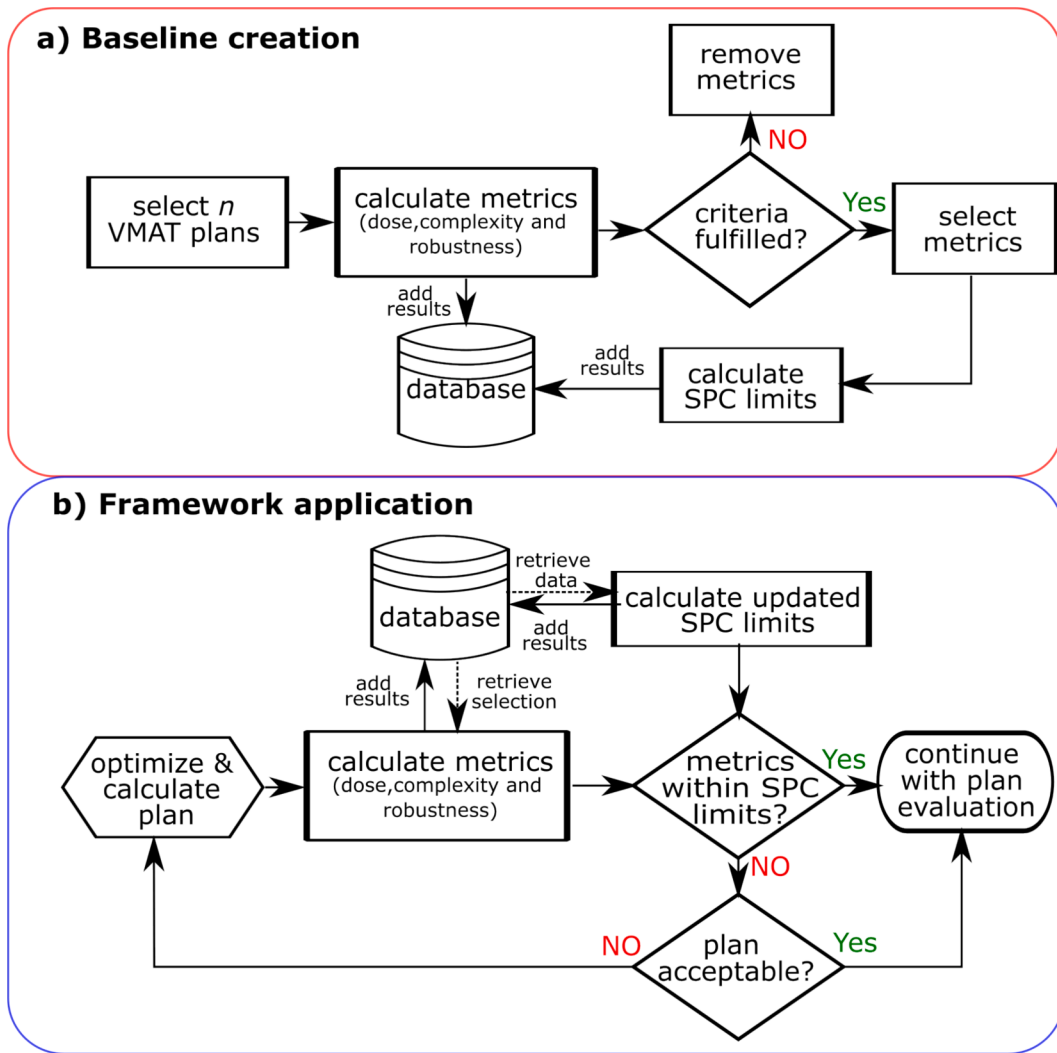 a) Baseline creation
remove
metrics
NO
select n
VMAT plans
calculate metrics
(dose,complexity and
robustness)
criteria
fulfilled?
Yes
select
metrics
add
results
database
add
results
calculate
SPC limits
b) Framework application
database
retrieve
data
add
results
calculate updated
SPC limits
add
results
retrieve
selection
optimize &
calculate
plan
calculate metrics
(dose,complexity and
robustness)
metrics
within SPC
limits?
Yes
continue
with plan
evaluation
NO
plan
acceptable?
NO
Yes